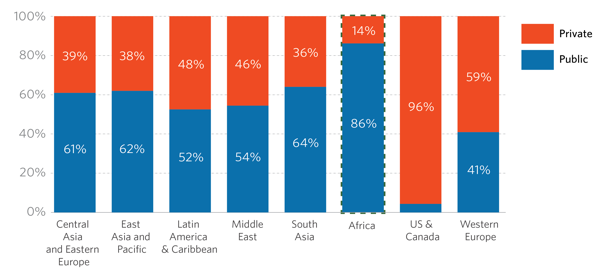 100%
80%
60%
40%
20%
0%
39%
38%
48%
46%
36%
14%
96%
59%
61%
62%
52%
54%
64%
86%
41%
Central
Asia
and Eastern
Europe
East
Asia and
Pacific
Latin
America
& Caribbean
Middle
East
South
Asia
Africa
US &
Canada
Western
Europe
Private
Public